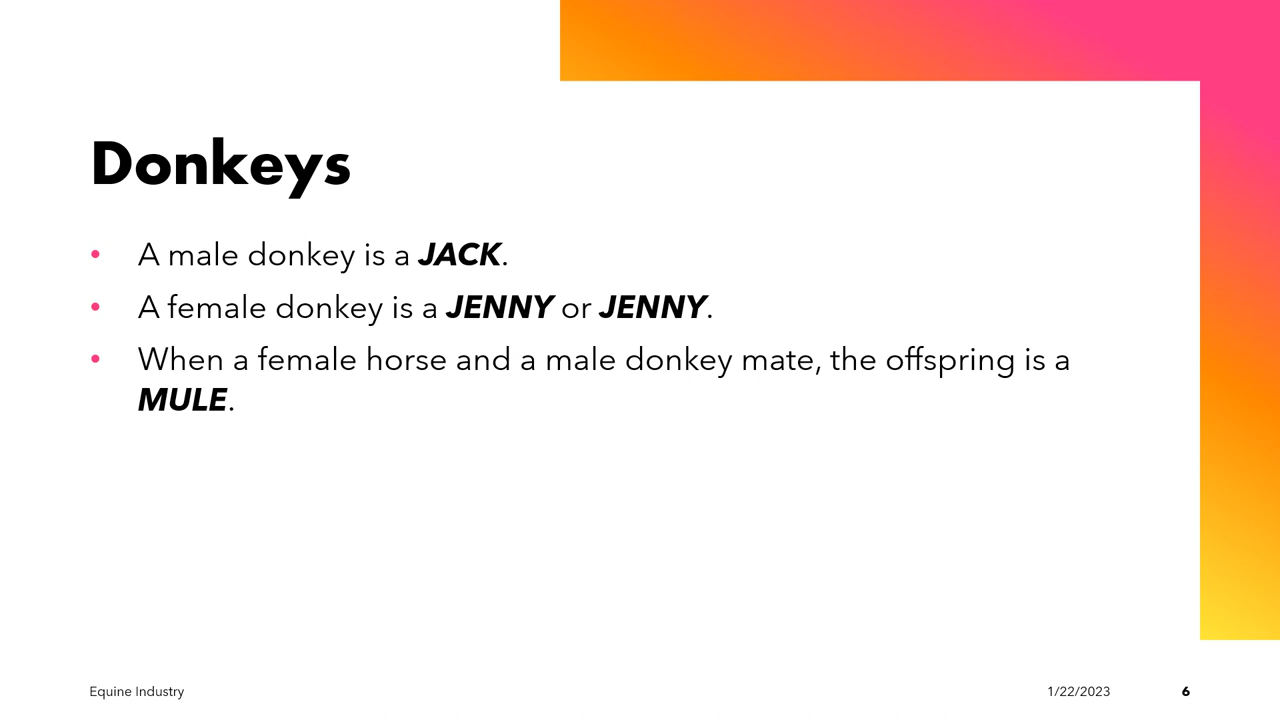 Donkeys
• A male donkey is a JACK.
• A female donkey is a JENNY or JENNY.
• When a female horse and a male donkey mate, the offspring is a
MULE.
Equine Industry
1/22/2023
6